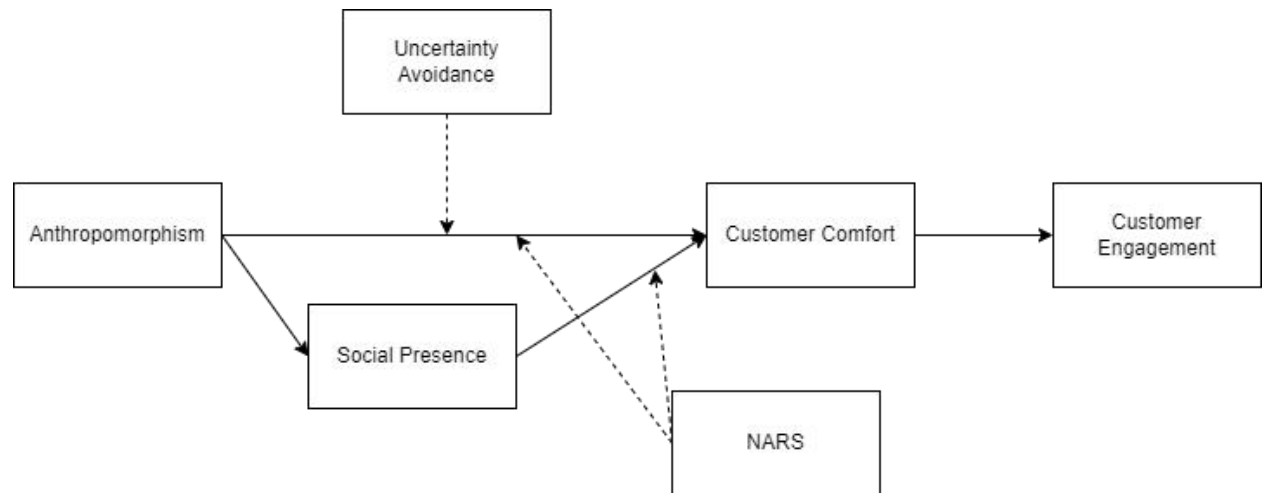 Uncertainty
Avoidance
Anthropomorphism
Customer Comfort
Customer
Engagement
Social Presence
NARS